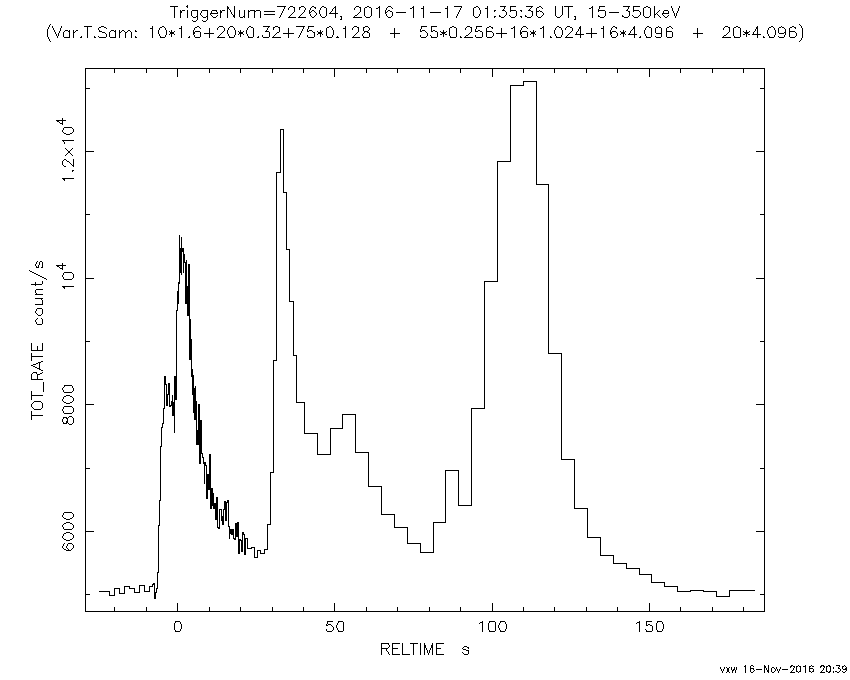 TriggerNum=722604, 2016-11-17 01:35:36 UT, 15-350keV
(Var.T.Sam: 10*1.6+20*0.32+75*0.128 + 55*0.256+16*1.024+16*4.096 + 20*4.096)
1.2×10⁴
10⁴
8000
6000
TOT_RATE count/s
0 50 100 150
RELTIME s
vxw 16-Nov-2016 20:39